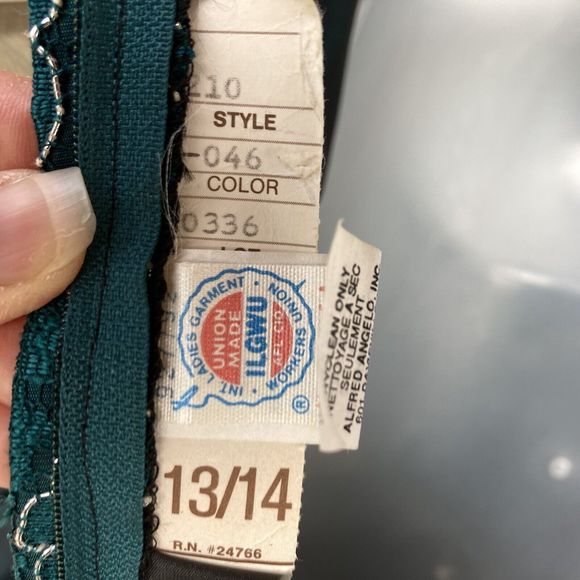 210
STYLE
-046
COLOR
0336
INT LADIES GARMENT • WORKERS UNION
UNION
MADE
ILGWU
AFL-CIO
®
13/14
R.N. #24766
ONLY
NETTOYAGE A SEC
SEULEMENT
ALFRED ANGELO, INC.